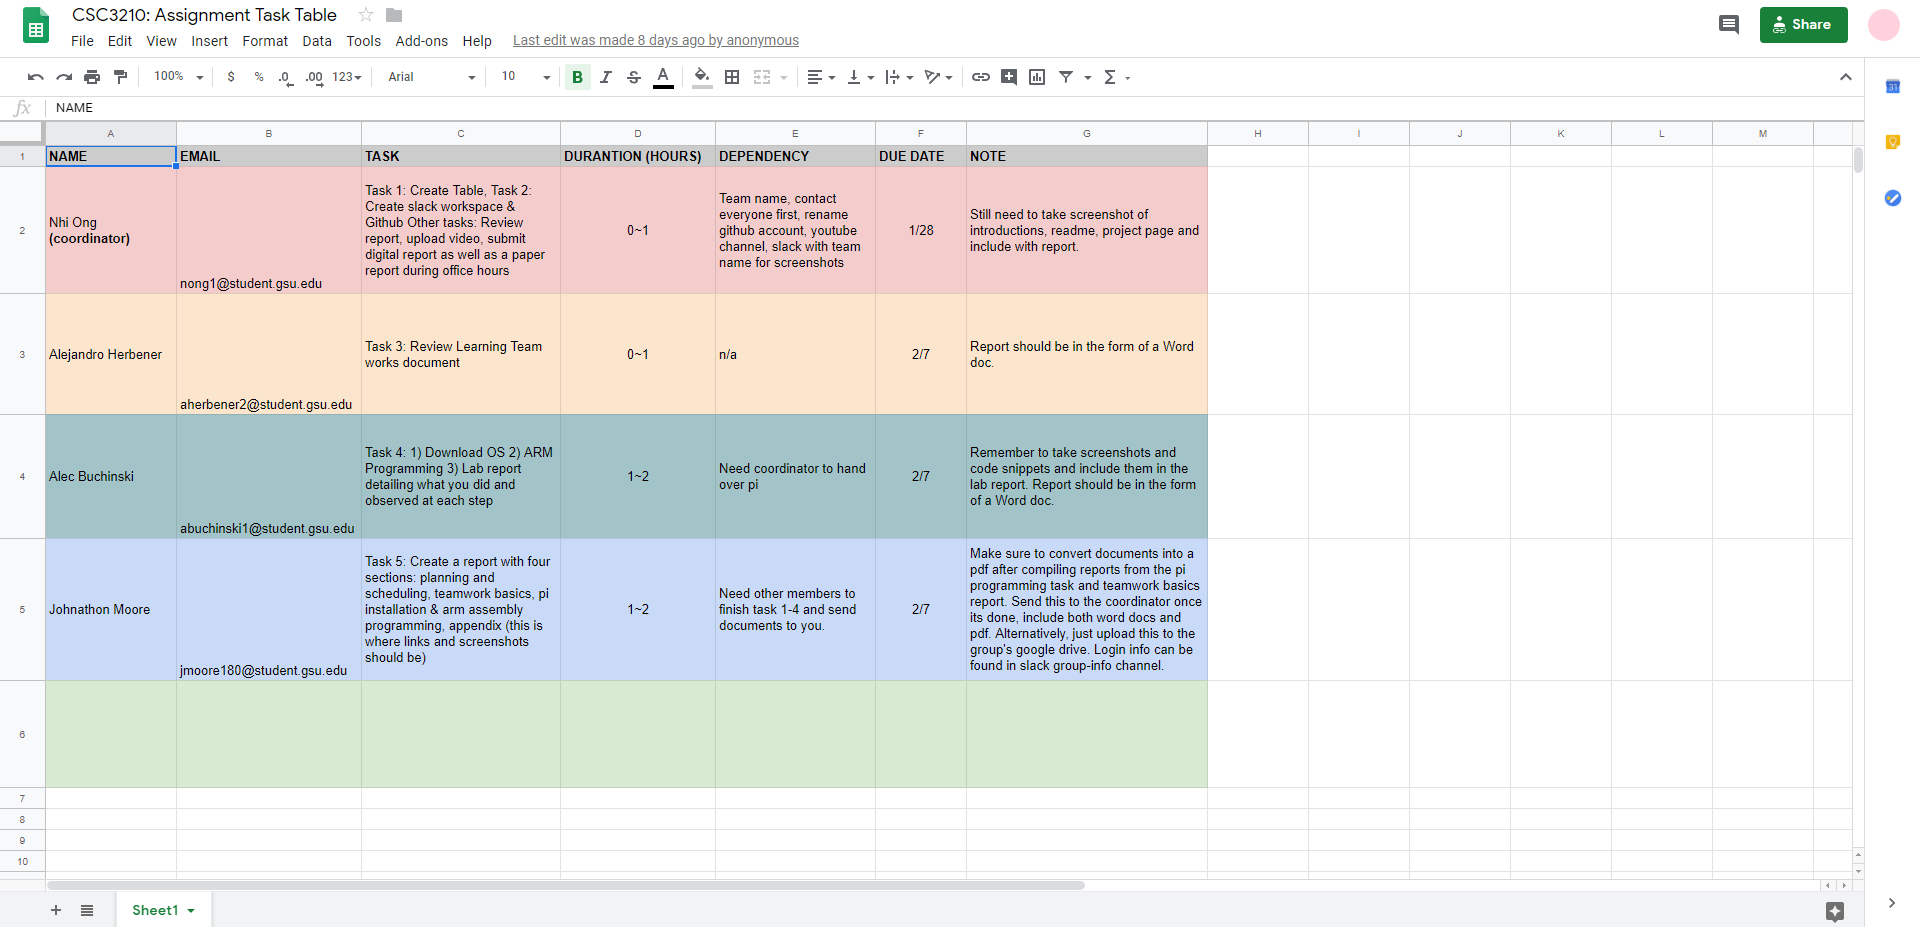 CSC3210: Assignment Task Table
File Edit View Insert Format Data Tools Add-ons Help Last edit was made 8 days ago by anonymous
Share
100% $ % .0 .00 123 Arial 10 B I S A
fx NAME
A B C D E F G H I J K L M
1 NAME EMAIL TASK DURANTION (HOURS) DEPENDENCY DUE DATE NOTE
2
Nhi Ong
(coordinator)
nong1@student.gsu.edu
Task 1: Create Table, Task 2:
Create slack workspace &
Github Other tasks: Review
report, upload video, submit
digital report as well as a paper
report during office hours
0~1
Team name, contact
everyone first, rename
github account, youtube
channel, slack with team
name for screenshots
1/28
Still need to take screenshot of
introductions, readme, project page and
include with report.
3
Alejandro Herbener
aherbener2@student.gsu.edu
Task 3: Review Learning Team
works document
0~1
n/a
2/7
Report should be in the form of a Word
doc.
4
Alec Buchinski
abuchinski1@student.gsu.edu
Task 4: 1) Download OS 2) ARM
Programming 3) Lab report
detailing what you did and
observed at each step
1~2
Need coordinator to hand
over pi
2/7
Remember to take screenshots and
code snippets and include them in the
lab report. Report should be in the form
of a Word doc.
5
Johnathon Moore
jmoore180@student.gsu.edu
Task 5: Create a report with four
sections: planning and
scheduling, teamwork basics, pi
installation & arm assembly
programming, appendix (this is
where links and screenshots
should be)
1~2
Need other members to
finish task 1-4 and send
documents to you.
2/7
Make sure to convert documents into a
pdf after compiling reports from the pi
programming task and teamwork basics
report. Send this to the coordinator once
its done, include both word docs and
pdf. Alternatively, just upload this to the
group's google drive. Login info can be
found in slack group-info channel.
6
7
8
9
10
Sheet1
31